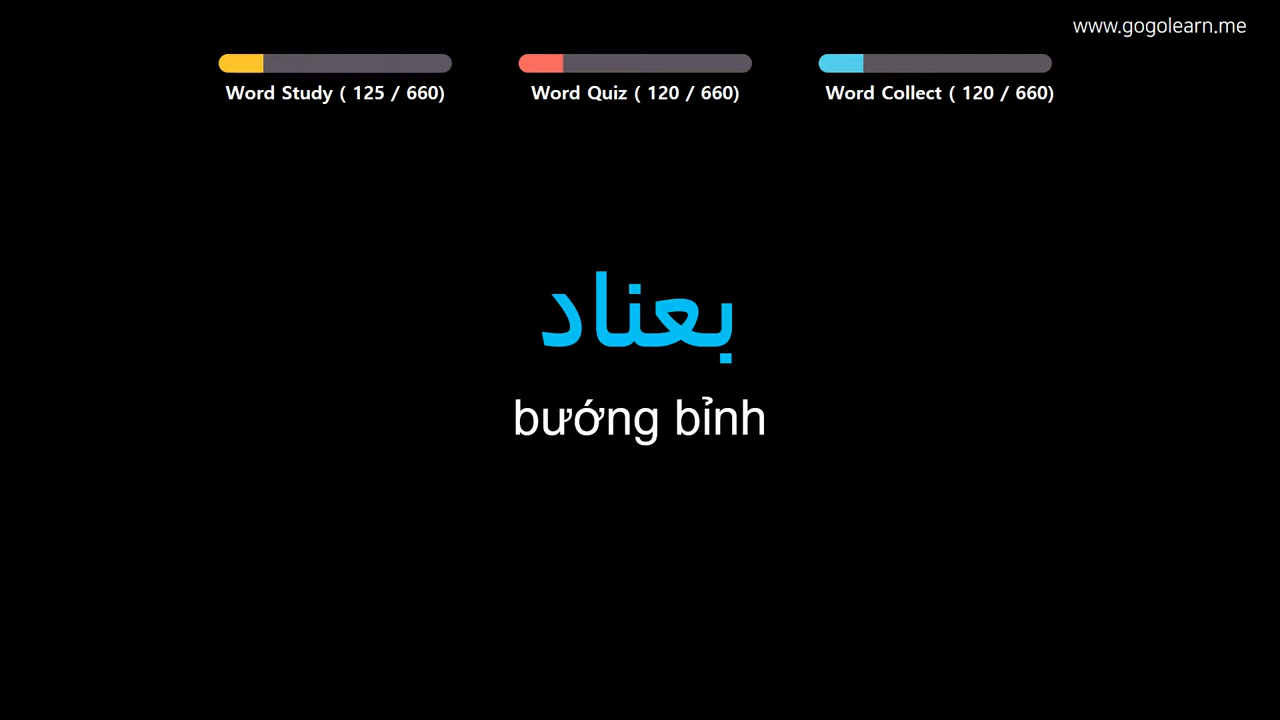 www.gogolearn.me
Word Study ( 125 / 660)
Word Quiz ( 120 / 660)
Word Collect ( 120 / 660)
بعناد
bướng bỉnh